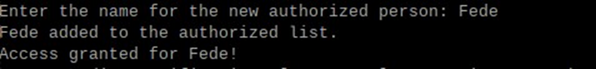 Enter the name for the new authorized person: Fede
Fede added to the authorized list.
Access granted for Fede!